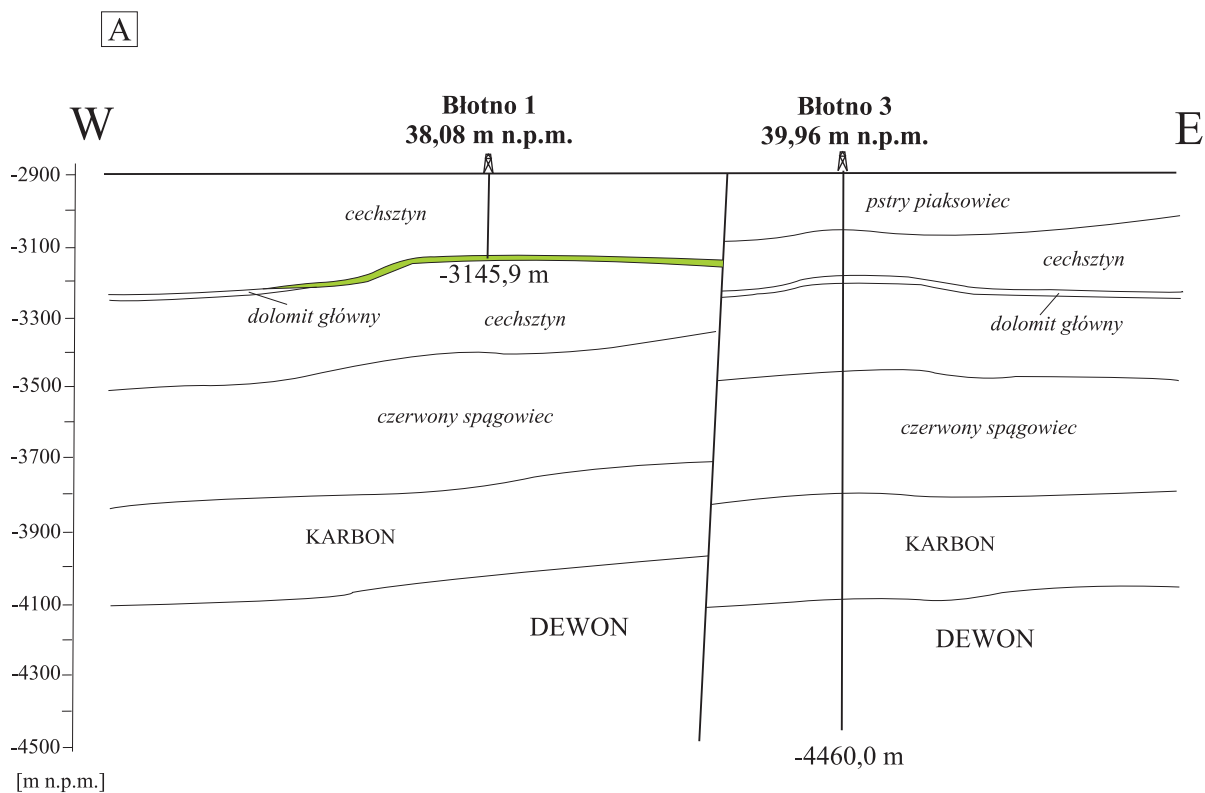 A
W
Błotno 1
38,08 m n.p.m.
Błotno 3
39,96 m n.p.m.
E
-2900
-3100
-3300
-3500
-3700
-3900
-4100
-4300
-4500
[m n.p.m.]
cechsztyn
pstry piaksowiec
cechsztyn
-3145,9 m
dolomit główny
cechsztyn
dolomit główny
czerwony spągowiec
czerwony spągowiec
KARBON
KARBON
DEWON
DEWON
-4460,0 m